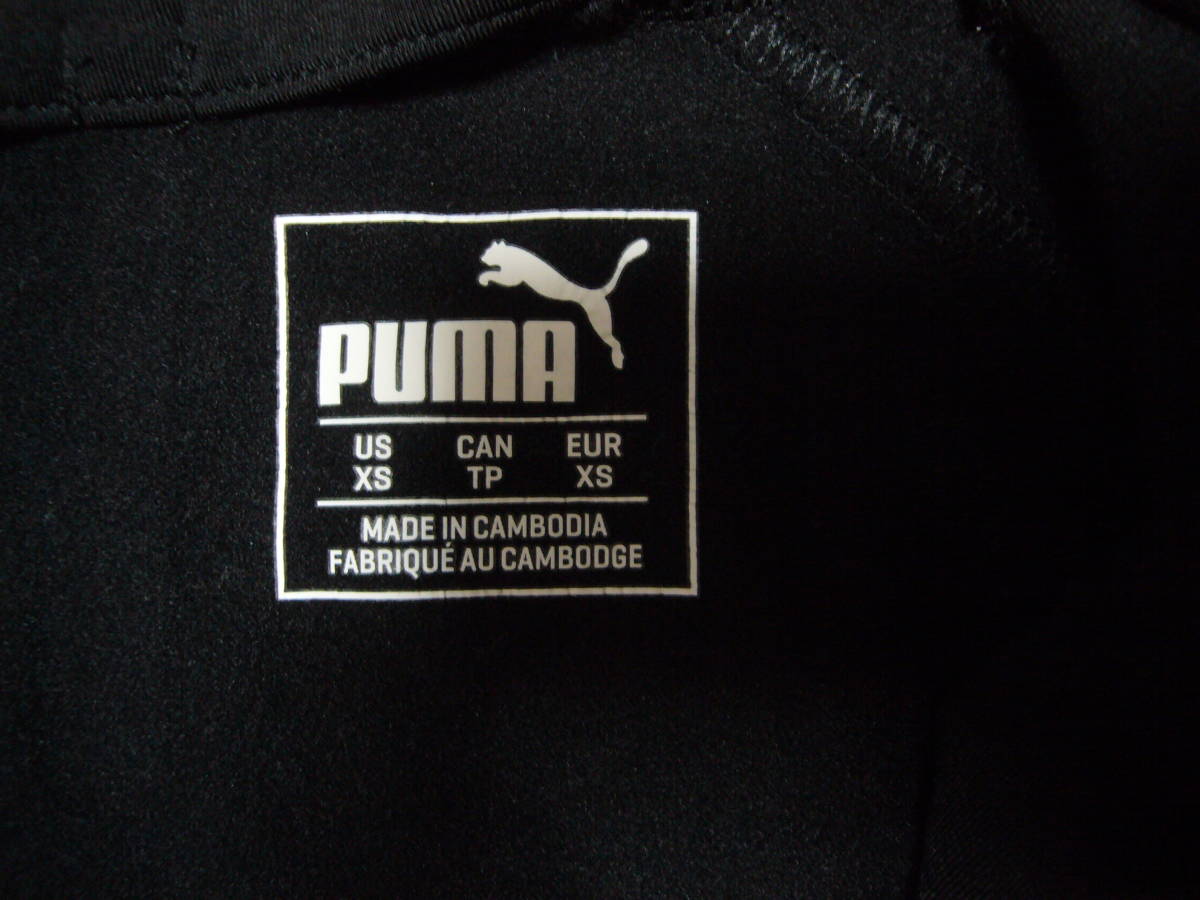 PUMA
US CAN EUR
XS TP XS
MADE IN CAMBODIA
FABRIQUÉ AU CAMBODGE